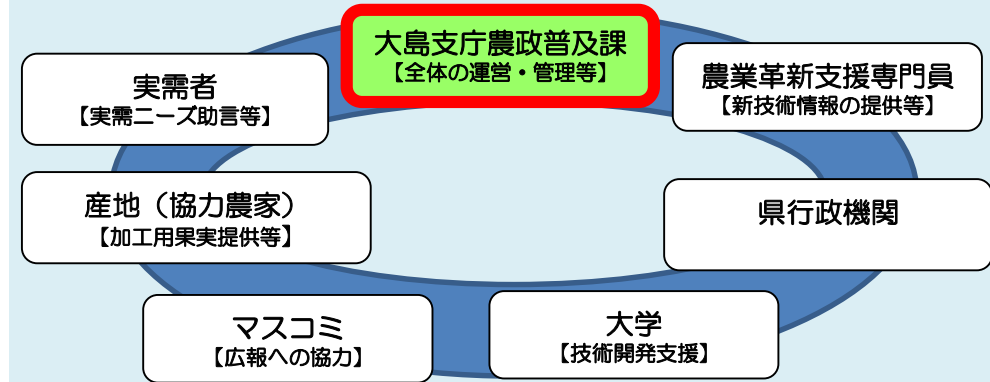 大島支庁農政普及課
【全体の運営・管理等】
実需者
【実需ニーズ助言等】
農業革新支援専門員
【新技術情報の提供等】
産地（協力農家）
【加工用果実提供等】
県行政機関
マスコミ
【広報への協力】
大学
【技術開発支援】